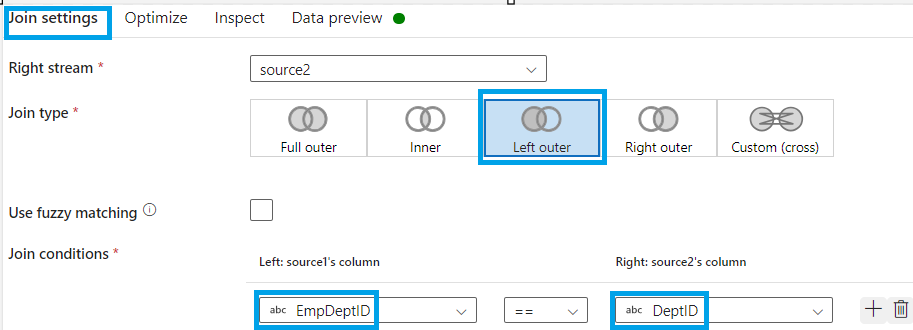 Join settings Optimize Inspect Data preview
Right stream * source2
Join type *
Full outer Inner Left outer Right outer Custom (cross)
Use fuzzy matching
Join conditions * Left: source1's column Right: source2's column
abc EmpDeptID == abc DeptID